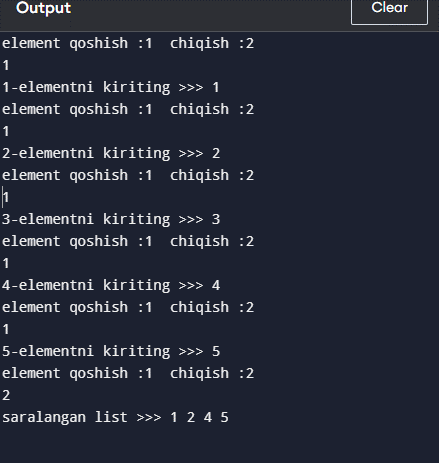 Output
Clear
element qoshish :1  chiqish :2
1
1-elementni kiriting >>> 1
element qoshish :1  chiqish :2
1
2-elementni kiriting >>> 2
element qoshish :1  chiqish :2
1
3-elementni kiriting >>> 3
element qoshish :1  chiqish :2
1
4-elementni kiriting >>> 4
element qoshish :1  chiqish :2
1
5-elementni kiriting >>> 5
element qoshish :1  chiqish :2
2
saralangan list >>> 1 2 4 5